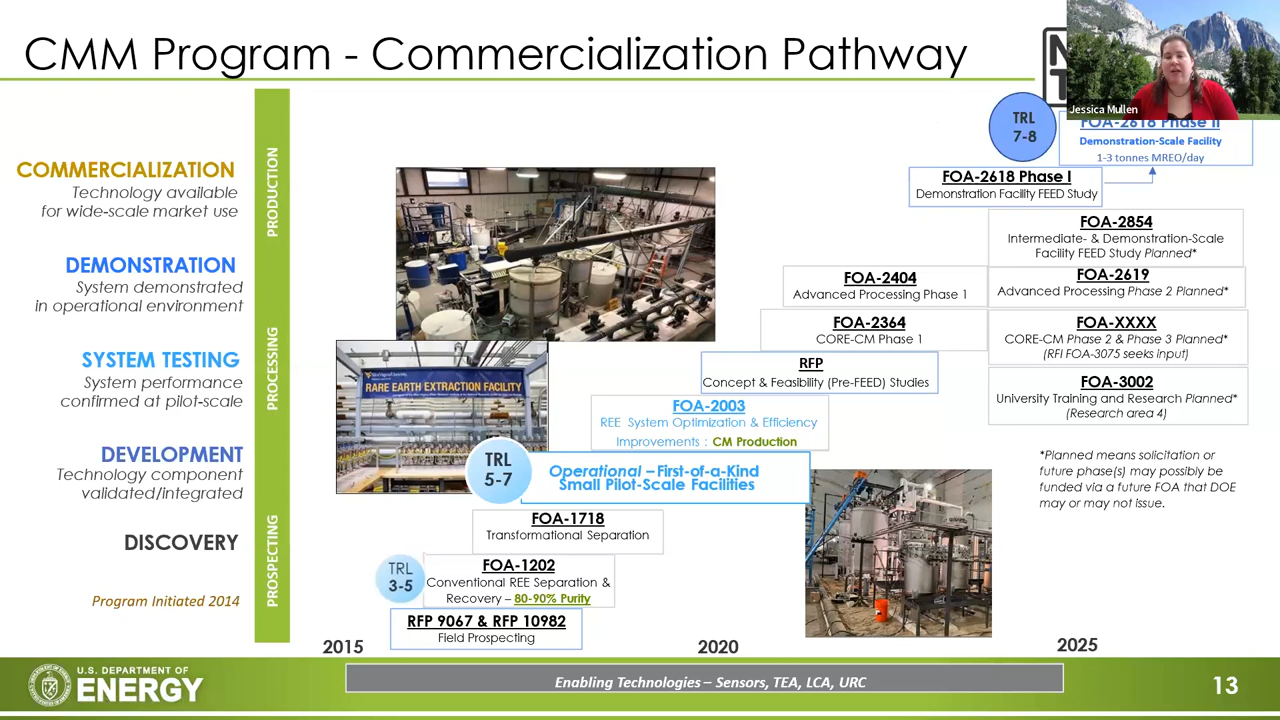 CMM Program - Commercialization Pathway
Jessica Mullen
COMMERCIALIZATION
Technology available
for wide-scale market use
DEMONSTRATION
System demonstrated
in operational environment
SYSTEM TESTING
System performance
confirmed at pilot-scale
DEVELOPMENT
Technology component
validated/integrated
DISCOVERY
Program Initiated 2014
PRODUCTION
PROCESSING
PROSPECTING
TRL
7-8
FOA-2618 Phase II
Demonstration-Scale Facility
1-3 tonnes MREO/day
FOA-2618 Phase I
Demonstration Facility FEED Study
FOA-2854
Intermediate- & Demonstration-Scale
Facility FEED Study Planned*
FOA-2404
Advanced Processing Phase 1
FOA-2619
Advanced Processing Phase 2 Planned*
FOA-2364
CORE-CM Phase 1
FOA-XXXX
CORE-CM Phase 2 & Phase 3 Planned*
(RFI FOA-3075 seeks input)
RFP
Concept & Feasibility (Pre-FEED) Studies
FOA-3002
University Training and Research Planned*
(Research area 4)
FOA-2003
REE System Optimization & Efficiency
Improvements : CM Production
RARE EARTH EXTRACTION FACILITY
TRL
5-7
Operational – First-of-a-Kind
Small Pilot-Scale Facilities
*Planned means solicitation or
future phase(s) may possibly be
funded via a future FOA that DOE
may or may not issue.
FOA-1718
Transformational Separation
TRL
3-5
FOA-1202
Conventional REE Separation &
Recovery – 80-90% Purity
RFP 9067 & RFP 10982
Field Prospecting
2015
2020
2025
U.S. DEPARTMENT OF
ENERGY
Enabling Technologies – Sensors, TEA, LCA, URC
13